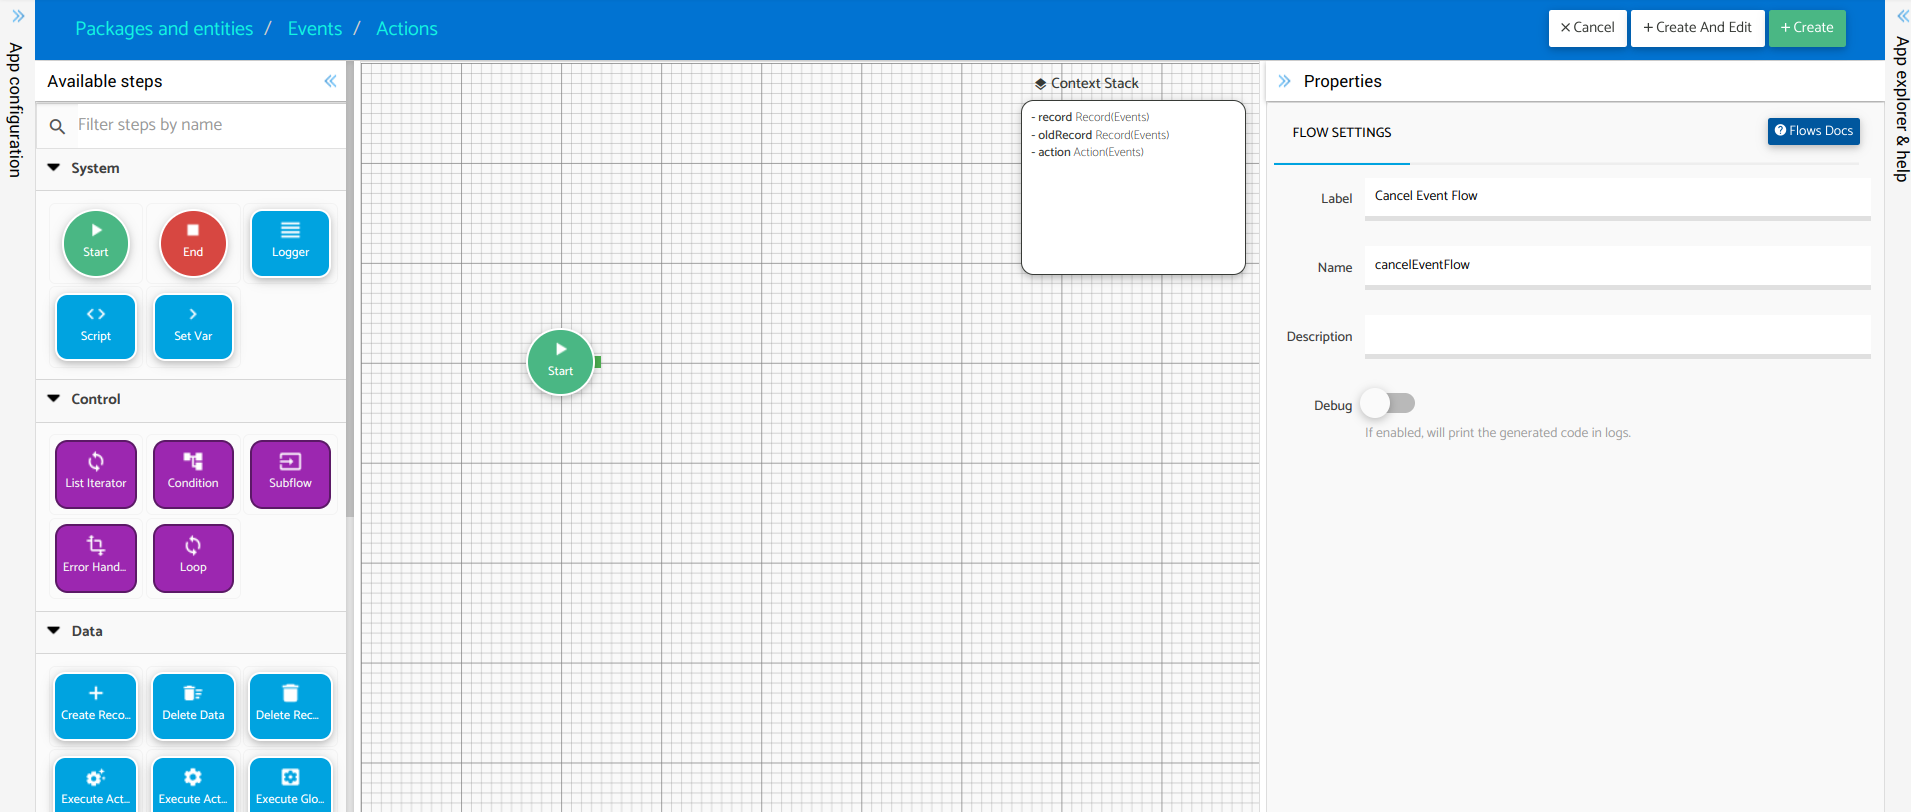 App configuration
Packages and entities / Events / Actions
Cancel
Create And Edit
Create
App explorer & help
Available steps
Filter steps by name
System
Start
End
Logger
Script
Set Var
Control
List Iterator
Condition
Subflow
Error Hand...
Loop
Data
Create Reco...
Delete Data
Delete Rec...
Execute Act...
Execute Act...
Execute Glo...
Start
Context Stack
- record Record(Events)
- oldRecord Record(Events)
- action Action(Events)
Properties
FLOW SETTINGS
Flows Docs
Label
Cancel Event Flow
Name
cancelEventFlow
Description
Debug
If enabled, will print the generated code in logs.